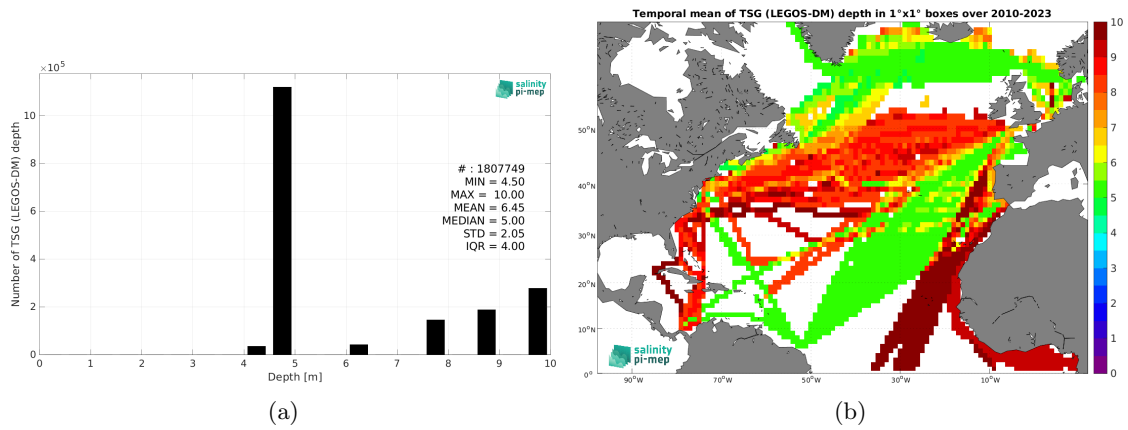 ×10⁵
10
8
6
4
2
0
Number of TSG (LEGOS-DM) depth
salinity
pi-mep
# : 1807749
MIN = 4.50
MAX = 10.00
MEAN = 6.45
MEDIAN = 5.00
STD = 2.05
IQR = 4.00
0 1 2 3 4 5 6 7 8 9 10
Depth [m]
(a)
Temporal mean of TSG (LEGOS-DM) depth in 1°x1° boxes over 2010-2023
50°N
40°N
30°N
20°N
10°N
0°
90°W 70°W 50°W 30°W 10°W
salinity
pi-mep
10
9
8
7
6
5
4
3
2
1
0
(b)